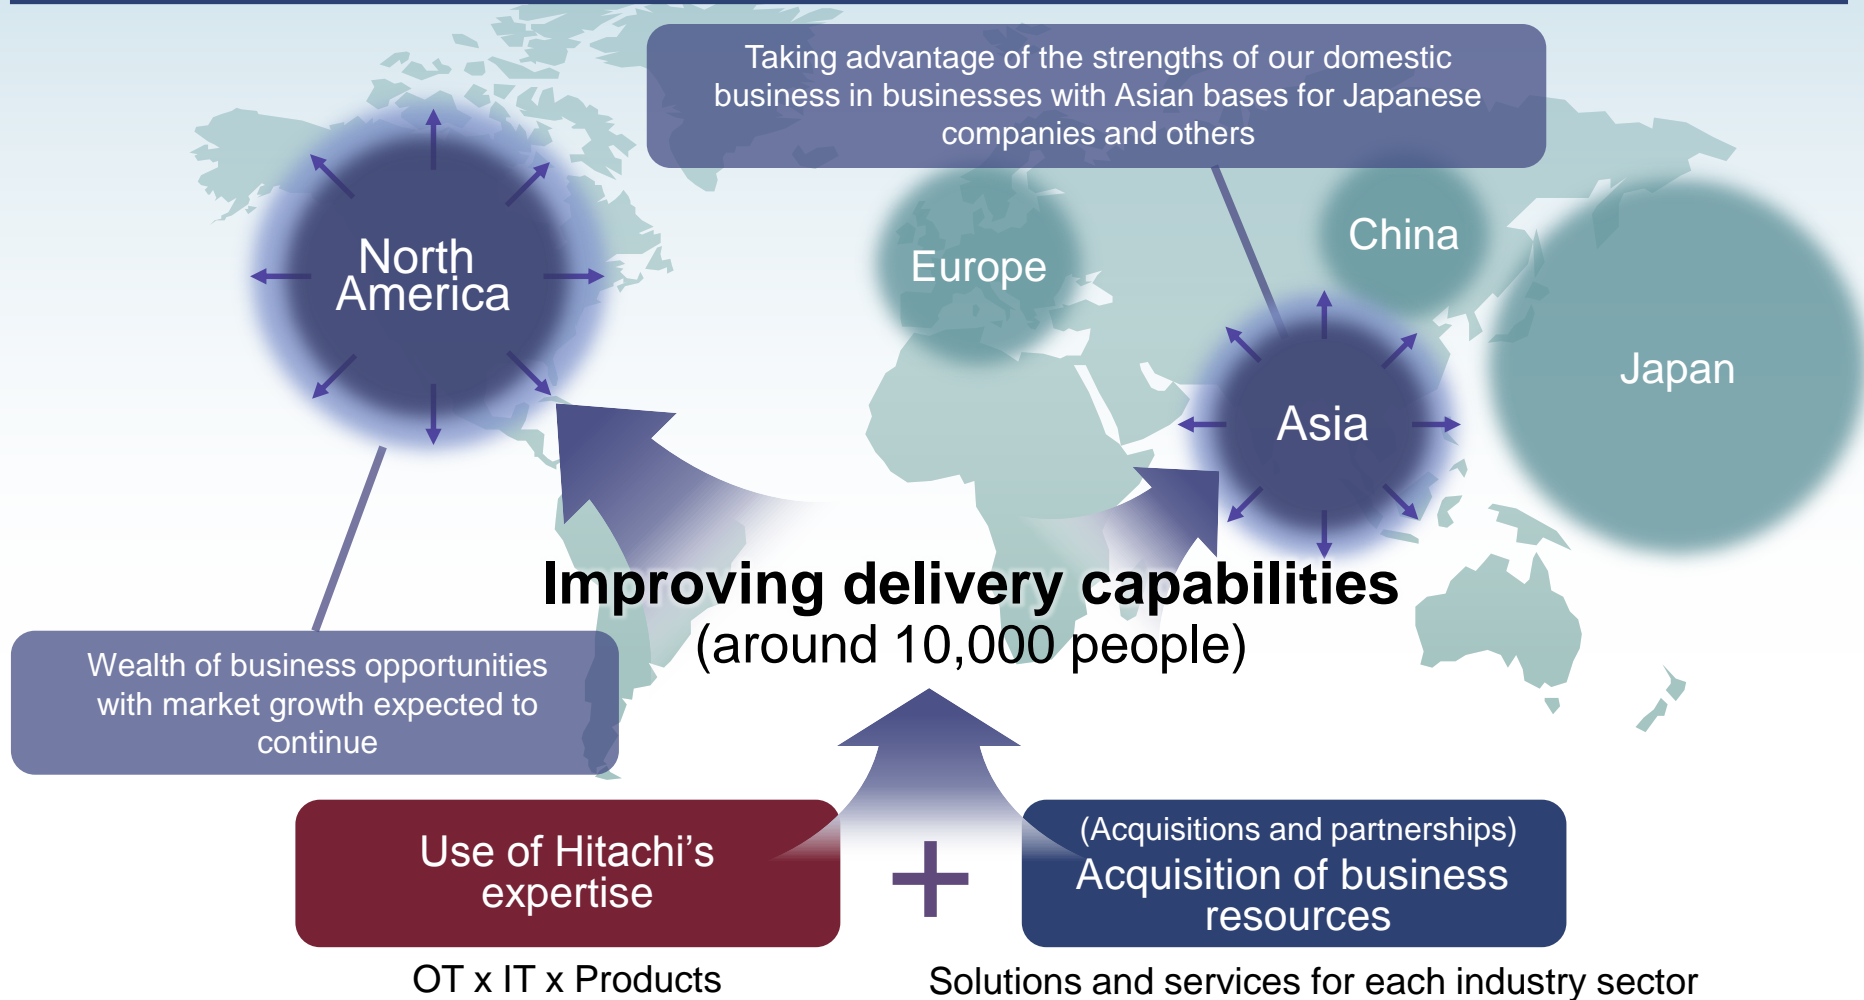 Taking advantage of the strengths of our domestic
business in businesses with Asian bases for Japanese
companies and others
North
America
Europe
China
Japan
Asia
Improving delivery capabilities
(around 10,000 people)
Wealth of business opportunities
with market growth expected to
continue
Use of Hitachi’s
expertise
+
(Acquisitions and partnerships)
Acquisition of business
resources
OT x IT x Products
Solutions and services for each industry sector